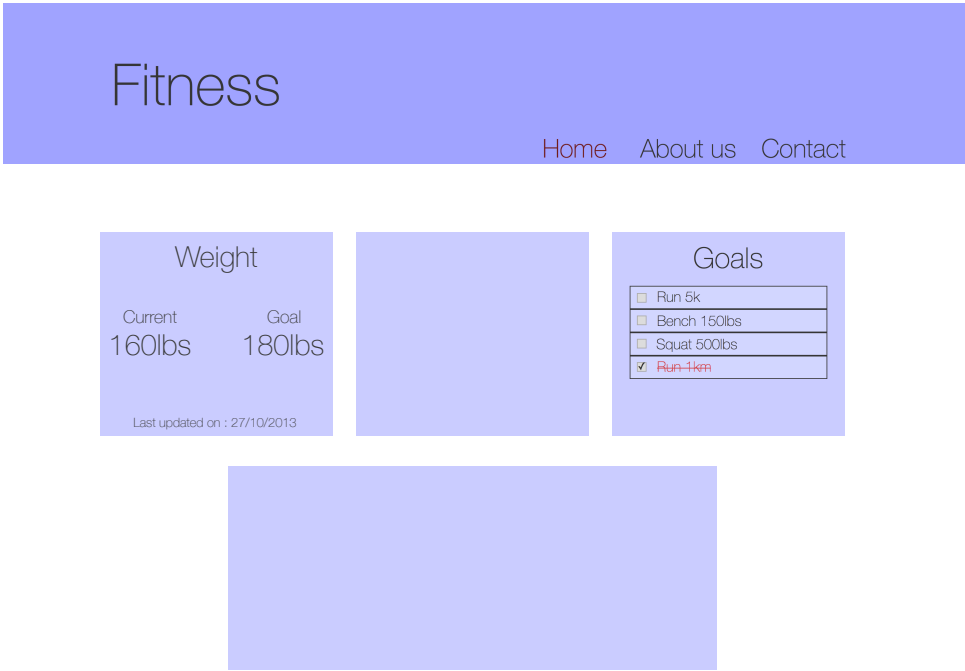 Fitness
Home About us Contact
Weight
Current Goal
160lbs 180lbs
Last updated on : 27/10/2013
Goals
Run 5k
Bench 150lbs
Squat 500lbs
Run 1km